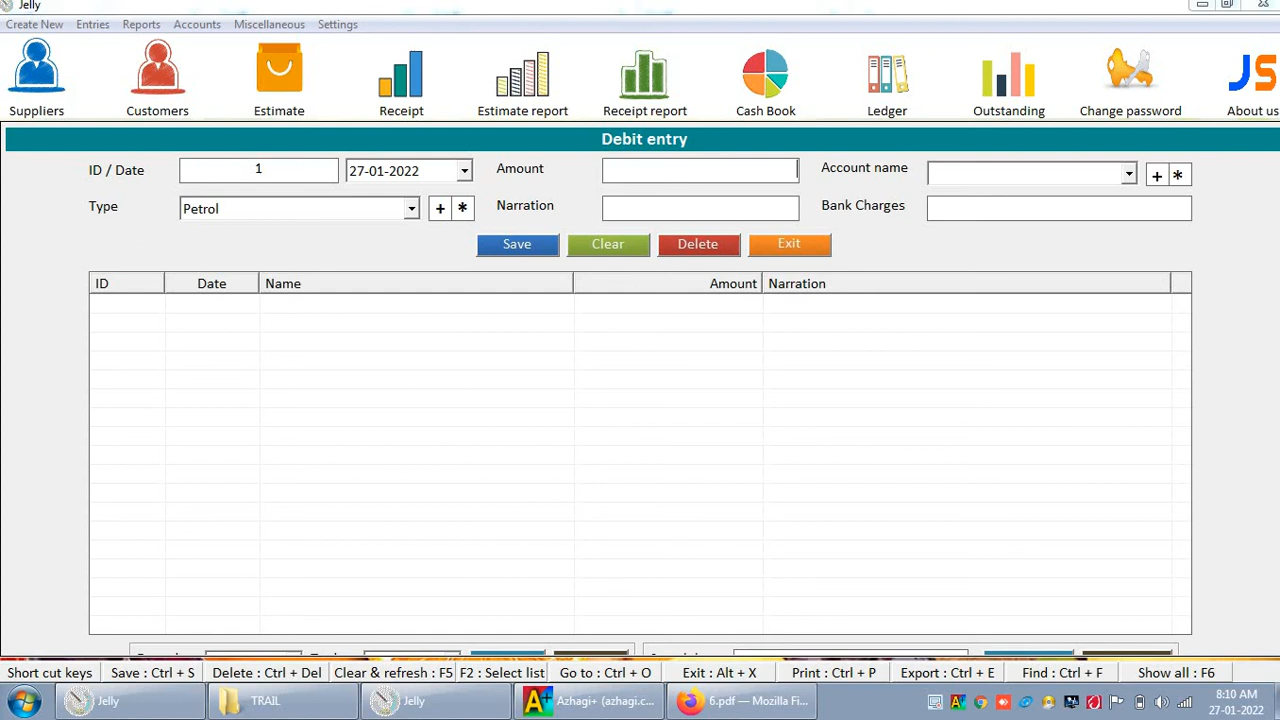 Jelly
Create New Entries Reports Accounts Miscellaneous Settings
Suppliers Customers Estimate Receipt Estimate report Receipt report Cash Book Ledger Outstanding Change password About us
Debit entry
ID / Date 1 27-01-2022 Amount Account name + *
Type Petrol + * Narration Bank Charges
Save Clear Delete Exit
ID Date Name Amount Narration
Short cut keys Save : Ctrl + S Delete : Ctrl + Del Clear & refresh : F5 F2 : Select list Go to : Ctrl + O Exit : Alt + X Print : Ctrl + P Export : Ctrl + E Find : Ctrl + F Show all : F6
Jelly TRAIL Jelly Azhagi+ (azhagi.c... 6.pdf — Mozilla Fi... 8:10 AM
27-01-2022